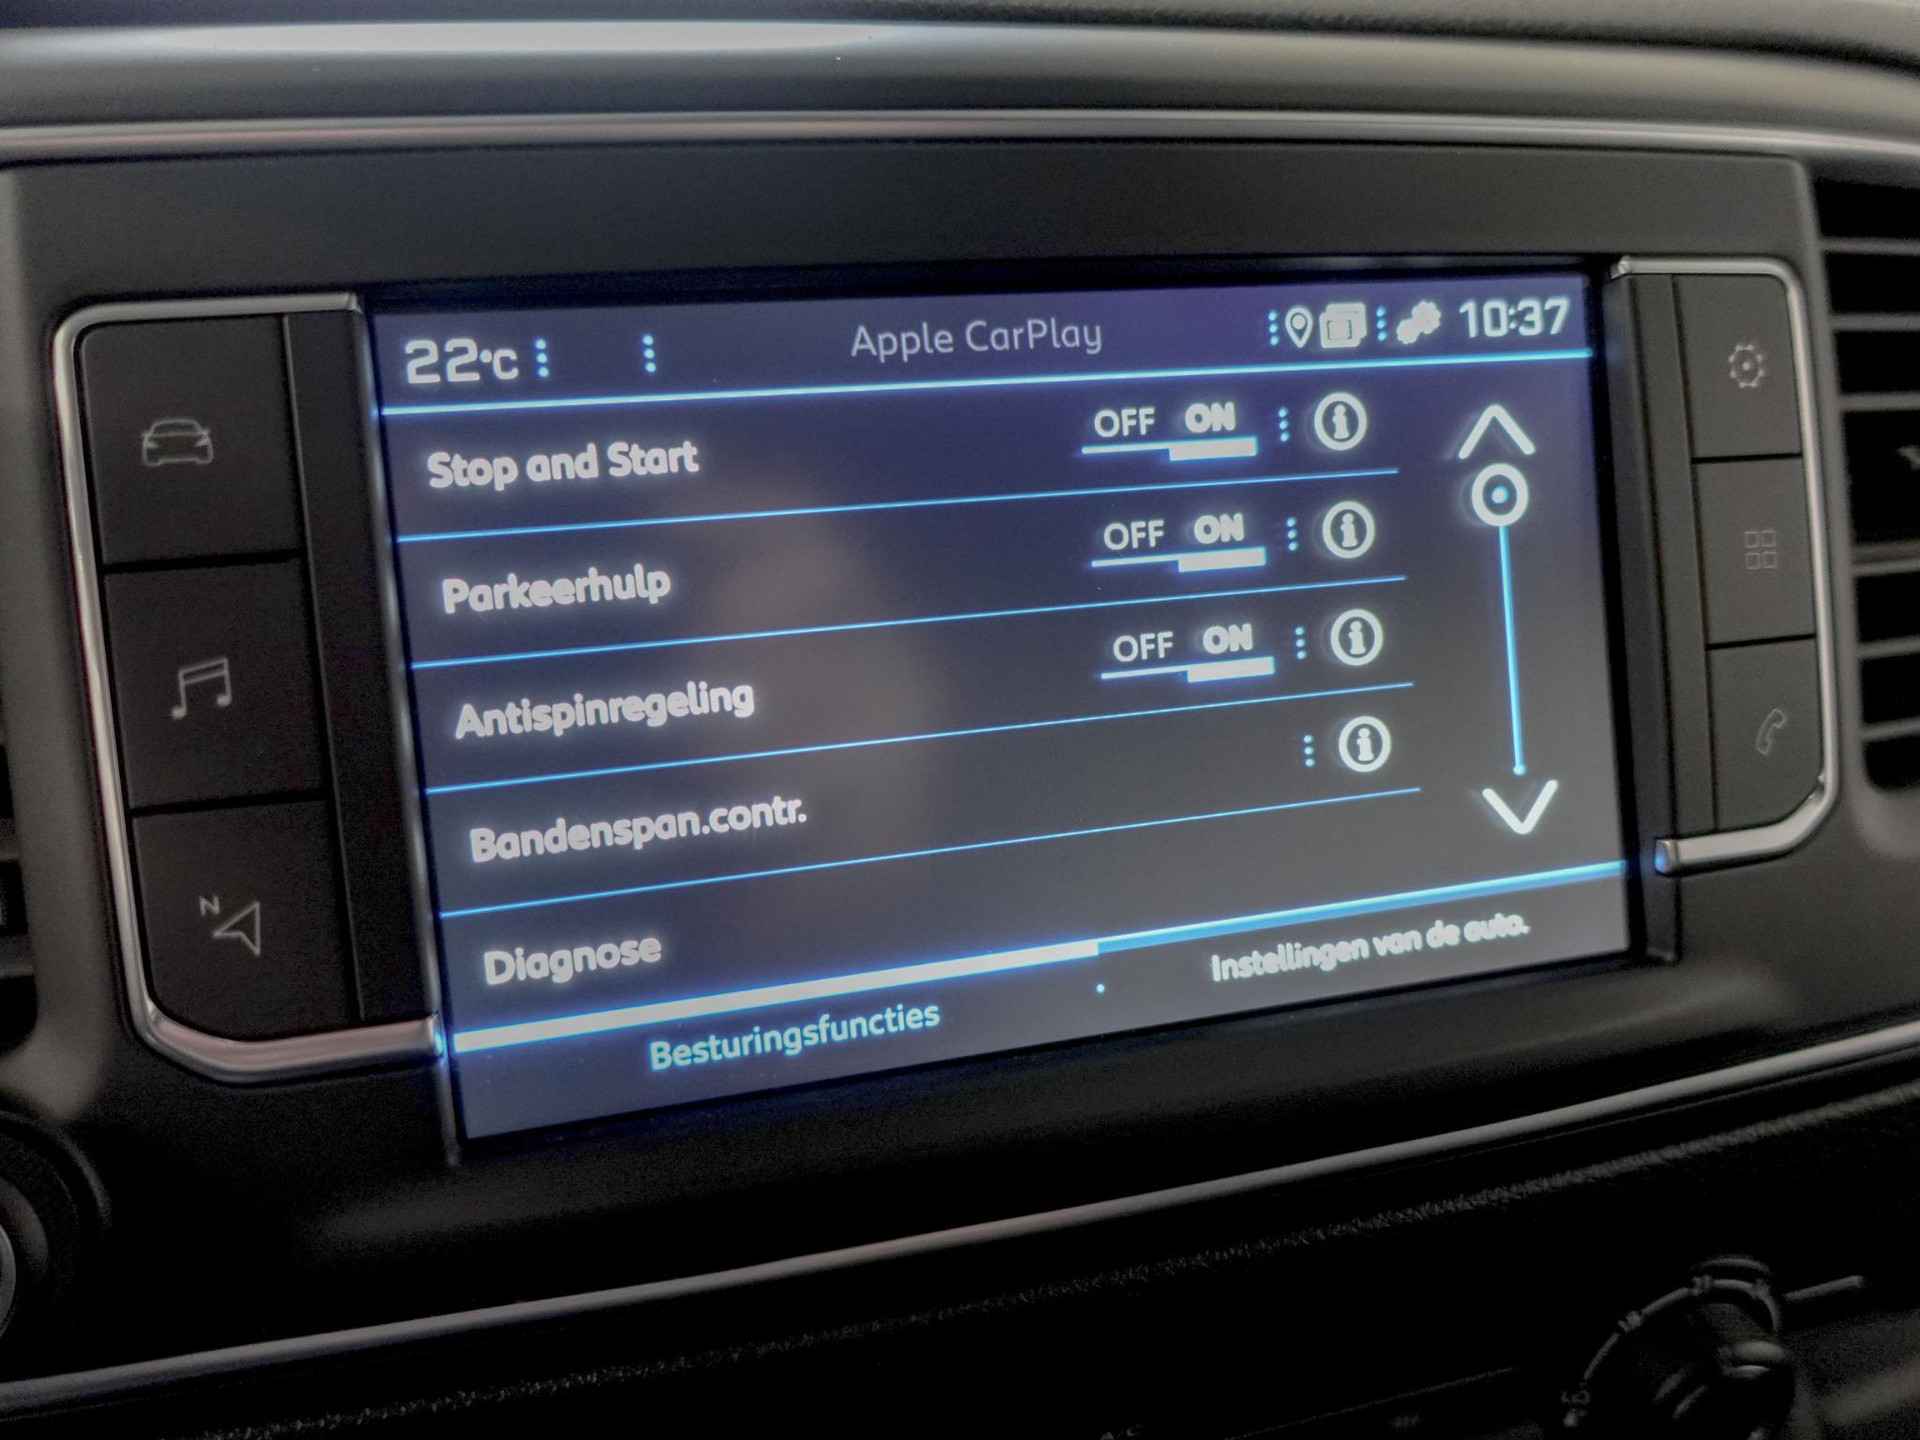 22°C Apple CarPlay 10:37
Stop and Start OFF ON
Parkeerhulp OFF ON
Antispinregeling OFF ON
Bandenspan.contr.
Diagnose
Besturingsfuncties Instellingen van de auto.
N
A/C